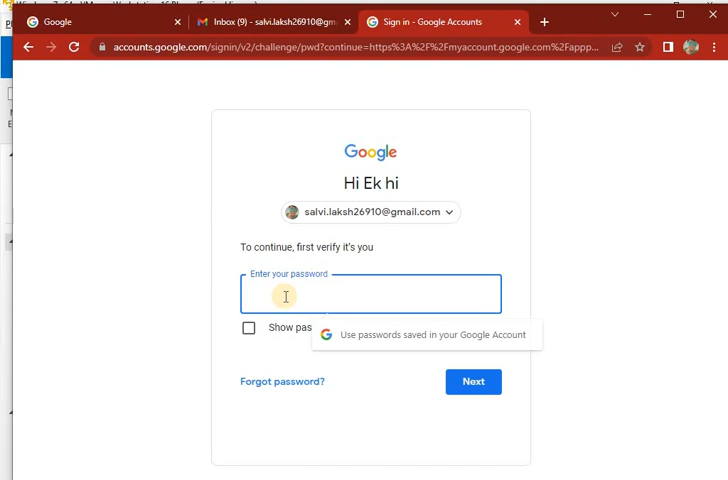 Google
Inbox (9) - salvi.laksh26910@gm
Sign in - Google Accounts
accounts.google.com/signin/v2/challenge/pwd?continue=https%3A%2F%2Fmyaccount.google.com%2Fappp...
Google
Hi Ek hi
salvi.laksh26910@gmail.com
To continue, first verify it's you
Enter your password
Show pas
Use passwords saved in your Google Account
Forgot password?
Next